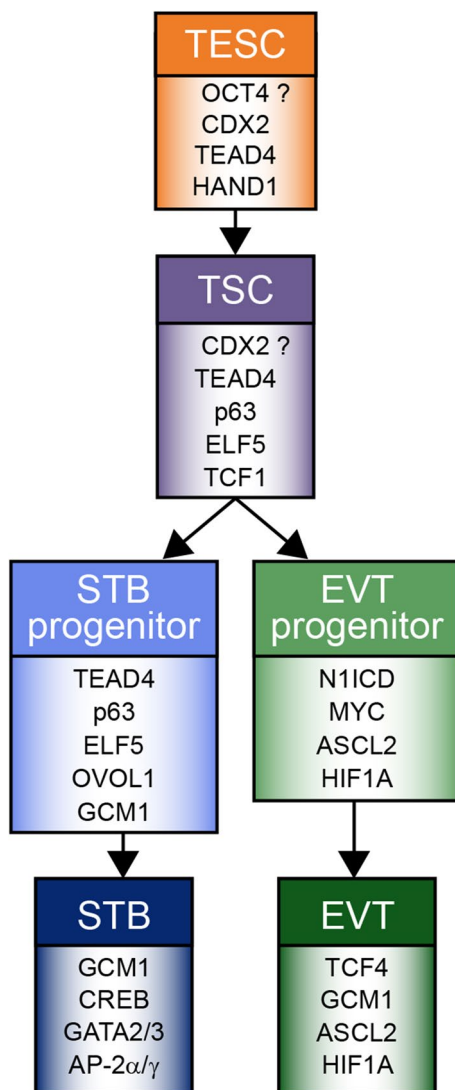 TESC
OCT4 ?
CDX2
TEAD4
HAND1
TSC
CDX2 ?
TEAD4
p63
ELF5
TCF1
STB
progenitor
TEAD4
p63
ELF5
OVOL1
GCM1
EVT
progenitor
N1ICD
MYC
ASCL2
HIF1A
STB
GCM1
CREB
GATA2/3
AP-2α/γ
EVT
TCF4
GCM1
ASCL2
HIF1A